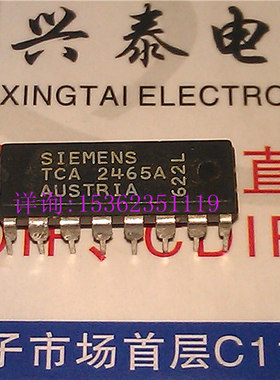 兴泰电
XINGTAI ELECTRO
直
SIEMENS
TCA 2465A
AUSTRIA
622L
详询:15362351119
CDI
子市场首层C1